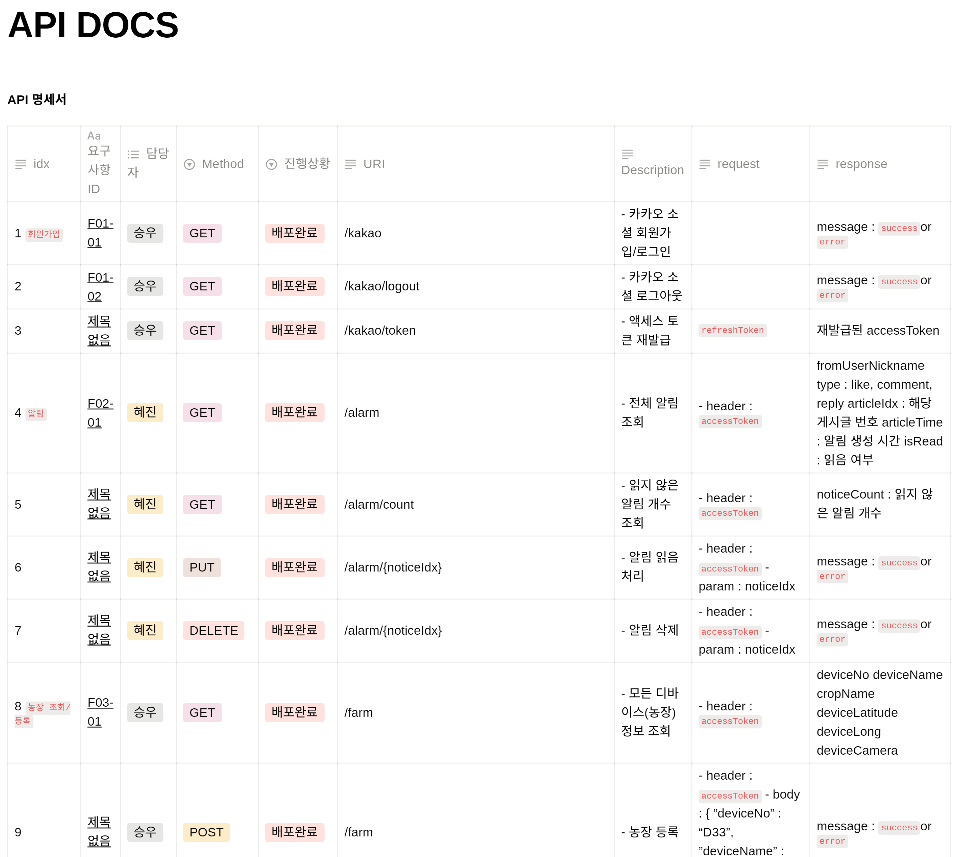 API DOCS
API 명세서
idx
Aa 요구사항 ID
담당자
Method
진행상황
URI
Description
request
response
1 회원가입
F01-01
승우
GET
배포완료
/kakao
- 카카오 소셜 회원가입/로그인
message : success or error
2
F01-02
승우
GET
배포완료
/kakao/logout
- 카카오 소셜 로그아웃
message : success or error
3
제목 없음
승우
GET
배포완료
/kakao/token
- 액세스 토큰 재발급
refreshToken
재발급된 accessToken
4 알림
F02-01
혜진
GET
배포완료
/alarm
- 전체 알림 조회
- header : accessToken
fromUserNickname
type : like, comment,
reply articleIdx : 해당
게시글 번호 articleTime
: 알림 생성 시간 isRead
: 읽음 여부
5
제목 없음
혜진
GET
배포완료
/alarm/count
- 읽지 않은 알림 개수 조회
- header : accessToken
noticeCount : 읽지 않은 알림 개수
6
제목 없음
혜진
PUT
배포완료
/alarm/{noticeIdx}
- 알림 읽음 처리
- header :
accessToken -
param : noticeIdx
message : success or error
7
제목 없음
혜진
DELETE
배포완료
/alarm/{noticeIdx}
- 알림 삭제
- header :
accessToken -
param : noticeIdx
message : success or error
8 농장 조회/등록
F03-01
승우
GET
배포완료
/farm
- 모든 디바이스(농장) 정보 조회
- header : accessToken
deviceNo deviceName
cropName
deviceLatitude
deviceLong
deviceCamera
9
제목 없음
승우
POST
배포완료
/farm
- 농장 등록
- header :
accessToken - body
: { ”deviceNo” :
“D33”,
”deviceName” :
message : success or error